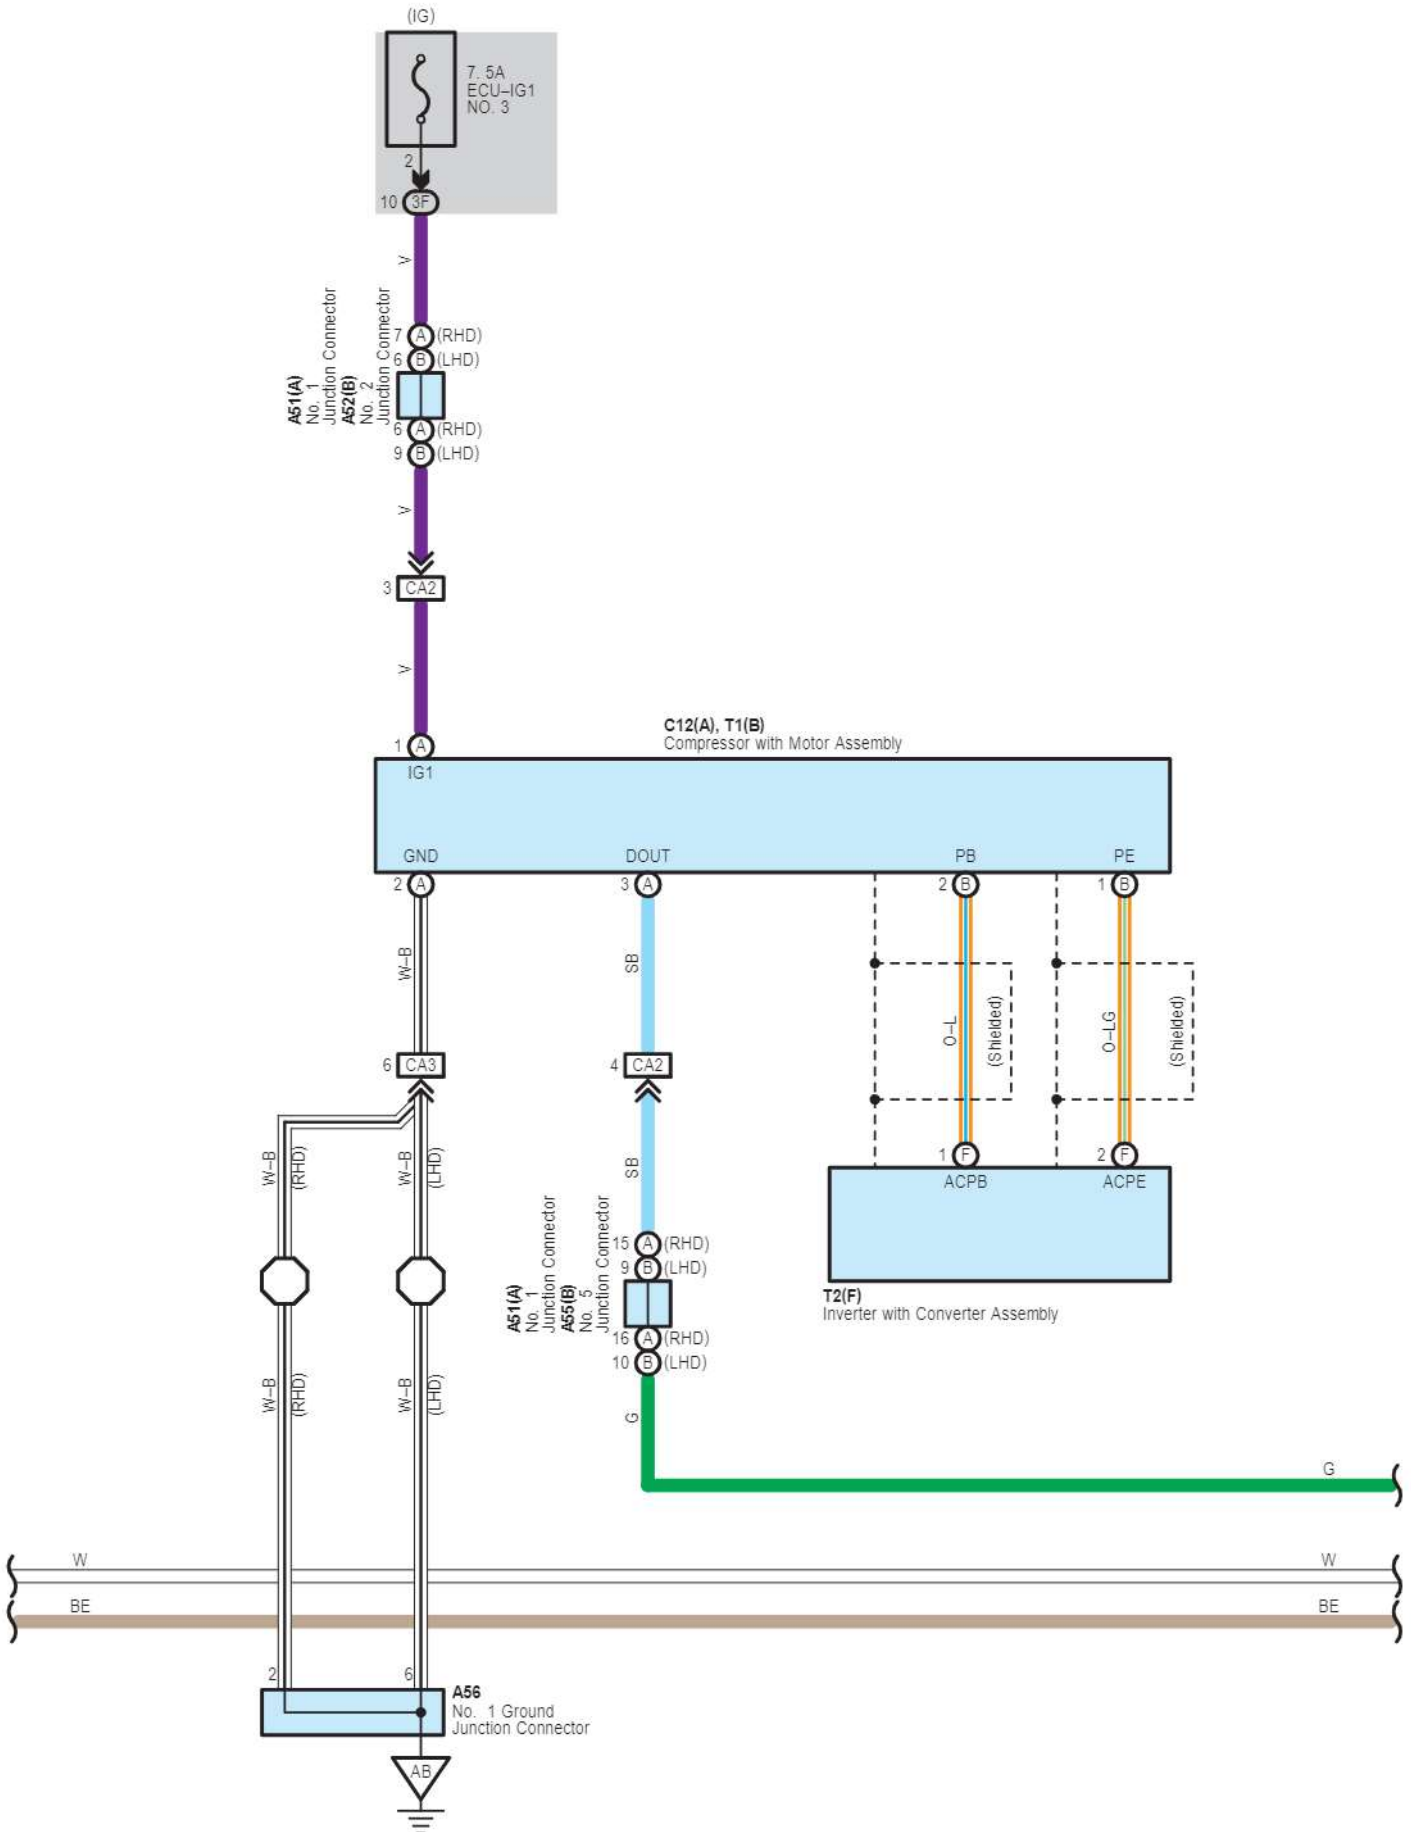 (IG)
7. 5A
ECU–IG1
NO. 3
2
10 3F
V
7 A (RHD)
6 B (LHD)
A51(A)
No. 1
Junction Connector
A52(B)
No. 2
Junction Connector
6 A (RHD)
9 B (LHD)
V
3 CA2
V
C12(A), T1(B)
Compressor with Motor Assembly
1 A
IG1
GND DOUT PB PE
2 A 3 A 2 B 1 B
W–B SB
O–L (Shielded) O–LG (Shielded)
6 CA3 4 CA2
W–B (RHD) W–B (LHD) SB
1 F 2 F
ACPB ACPE
T2(F)
Inverter with Converter Assembly
15 A (RHD)
9 B (LHD)
A51(A)
No. 1
Junction Connector
A55(B)
No. 5
Junction Connector
16 A (RHD)
10 B (LHD)
W–B (RHD) W–B (LHD) G
G
W W
BE BE
2 6
A56
No. 1 Ground
Junction Connector
AB